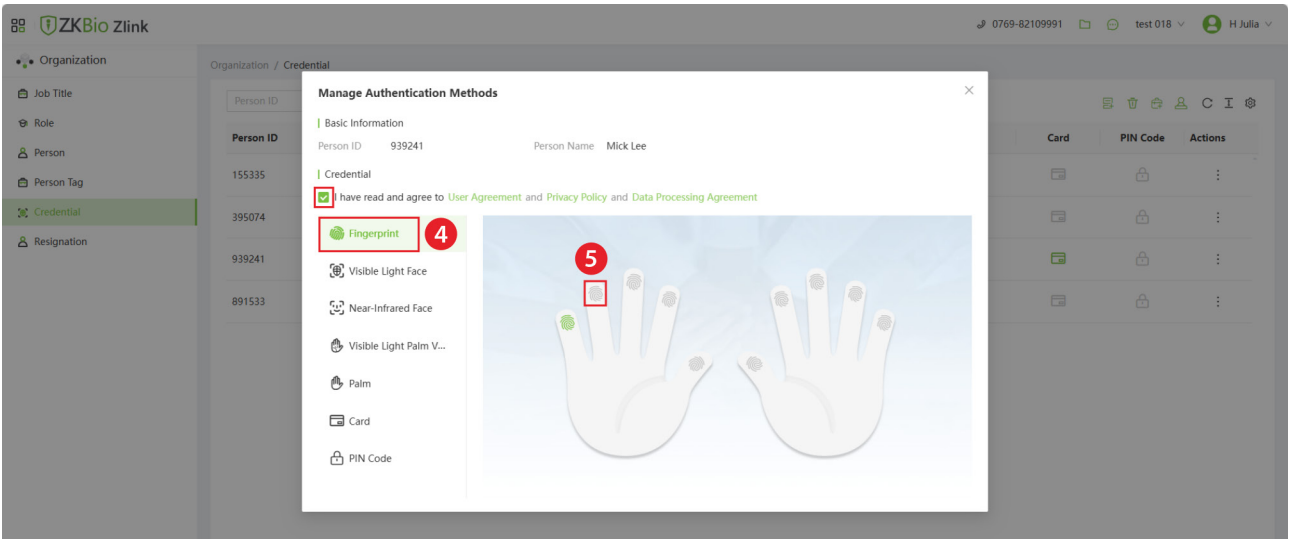 ZKBio Zlink
0769-82109991 test 018 H Julia
Organization
Organization / Credential
Job Title
Role
Person
Person Tag
Credential
Resignation
Person ID
Person ID Card PIN Code Actions
155335
395074
939241
891533
Manage Authentication Methods
Basic Information
Person ID 939241 Person Name Mick Lee
Credential
I have read and agree to User Agreement and Privacy Policy and Data Processing Agreement
Fingerprint 4
5
Visible Light Face
Near-Infrared Face
Visible Light Palm V...
Palm
Card
PIN Code